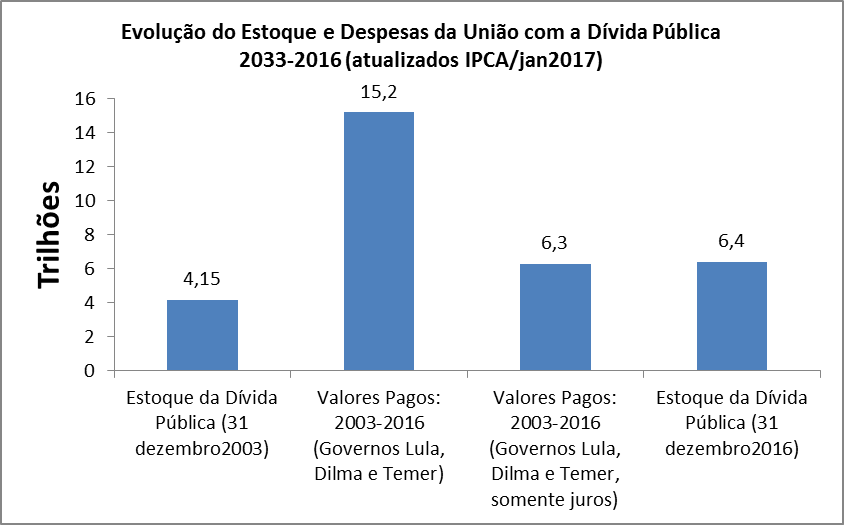 Evolução do Estoque e Despesas da União com a Dívida Pública
2033-2016 (atualizados IPCA/jan2017)
Trilhões
16
14
12
10
8
6
4
2
0
4,15
15,2
6,3
6,4
Estoque da Dívida
Pública (31
dezembro2003)
Valores Pagos:
2003-2016
(Governos Lula,
Dilma e Temer)
Valores Pagos:
2003-2016
(Governos Lula,
Dilma e Temer,
somente juros)
Estoque da Dívida
Pública (31
dezembro2016)